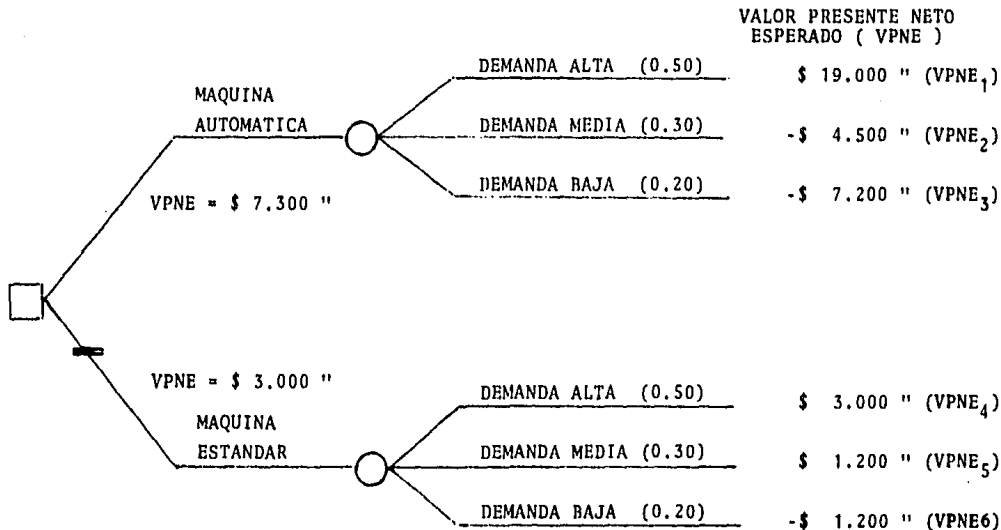 VALOR PRESENTE NETO
ESPERADO ( VPNE )
DEMANDA ALTA (0.50) $ 19.000 " (VPNE₁)
MAQUINA
AUTOMATICA
DEMANDA MEDIA (0.30) -$ 4.500 " (VPNE₂)
DEMANDA BAJA (0.20) -$ 7.200 " (VPNE₃)
VPNE = $ 7.300 "
VPNE = $ 3.000 "
DEMANDA ALTA (0.50) $ 3.000 " (VPNE₄)
MAQUINA
ESTANDAR
DEMANDA MEDIA (0.30) $ 1.200 " (VPNE₅)
DEMANDA BAJA (0.20) -$ 1.200 " (VPNE6)